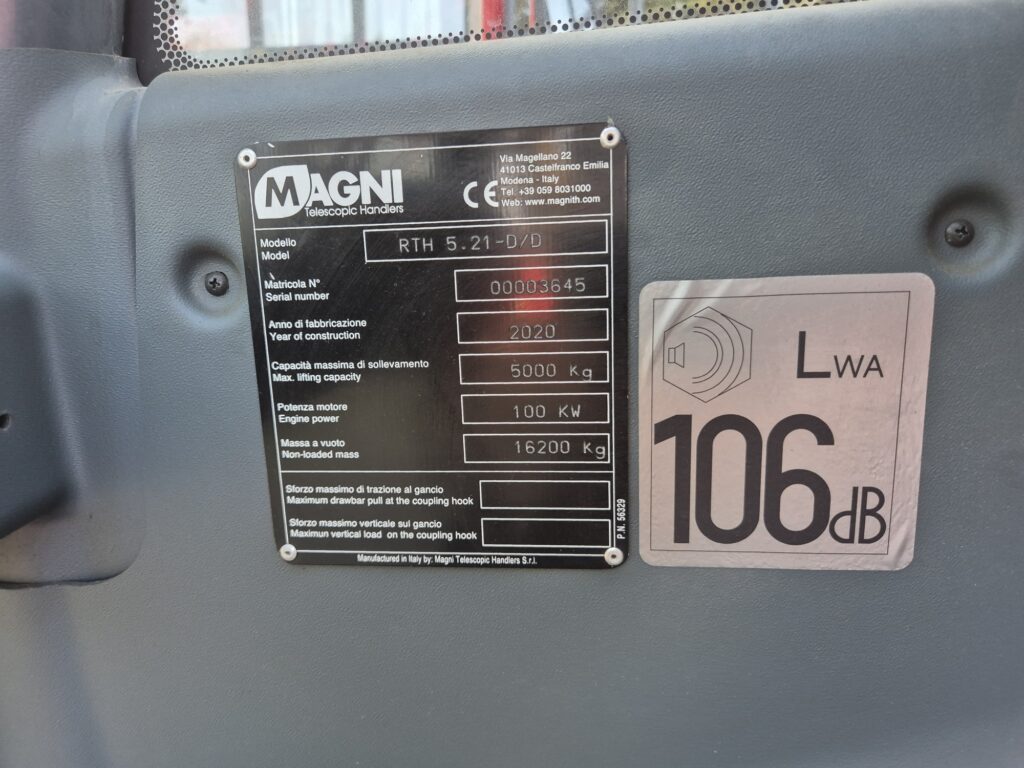 MAGNI
Telescopic Handlers
CE
Via Magellano 22
41013 Castelfranco Emilia
Modena - Italy
Tel. +39 059 8031000
Web: www.magnith.com
Modello
Model
RTH 5.21-D/D
Matricola N°
Serial number
00003645
Anno di fabbricazione
Year of construction
2020
Capacità massima di sollevamento
Max. lifting capacity
5000 Kg
Potenza motore
Engine power
100 KW
Massa a vuoto
Non-loaded mass
16200 Kg
Sforzo massimo di trazione al gancio
Maximum drawbar pull at the coupling hook
Sforzo massimo verticale sul gancio
Maximun vertical load on the coupling hook
P.N. 56329
Manufactured in Italy by: Magni Telescopic Handlers S.r.l.
LWA
106 dB